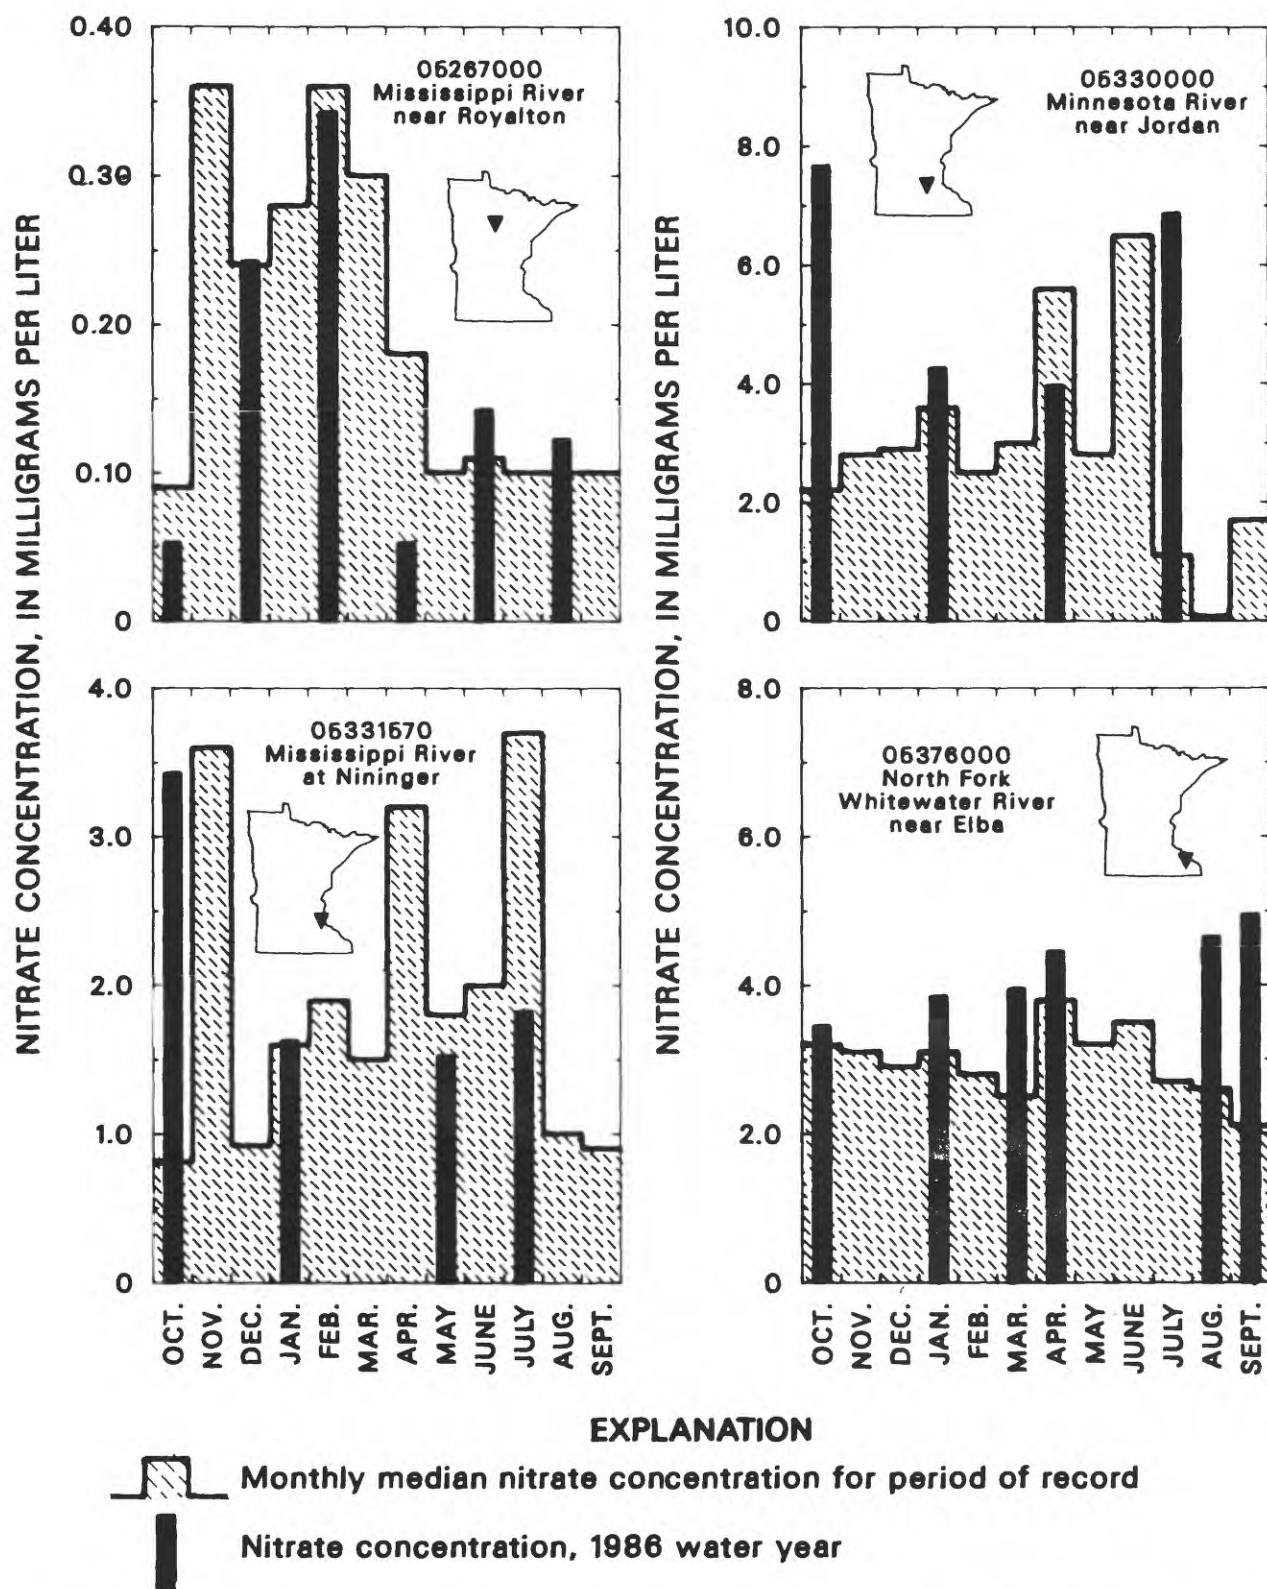 NITRATE CONCENTRATION, IN MILLIGRAMS PER LITER
0.40
0.30
0.20
0.10
0
05267000
Mississippi River
near Royalton
NITRATE CONCENTRATION, IN MILLIGRAMS PER LITER
10.0
8.0
6.0
4.0
2.0
0
05330000
Minnesota River
near Jordan
4.0
3.0
2.0
1.0
0
05331570
Mississippi River
at Nininger
OCT.
NOV.
DEC.
JAN.
FEB.
MAR.
APR.
MAY
JUNE
JULY
AUG.
SEPT.
8.0
6.0
4.0
2.0
0
05376000
North Fork
Whitewater River
near Elba
OCT.
NOV.
DEC.
JAN.
FEB.
MAR.
APR.
MAY
JUNE
JULY
AUG.
SEPT.
EXPLANATION
Monthly median nitrate concentration for period of record
Nitrate concentration, 1986 water year